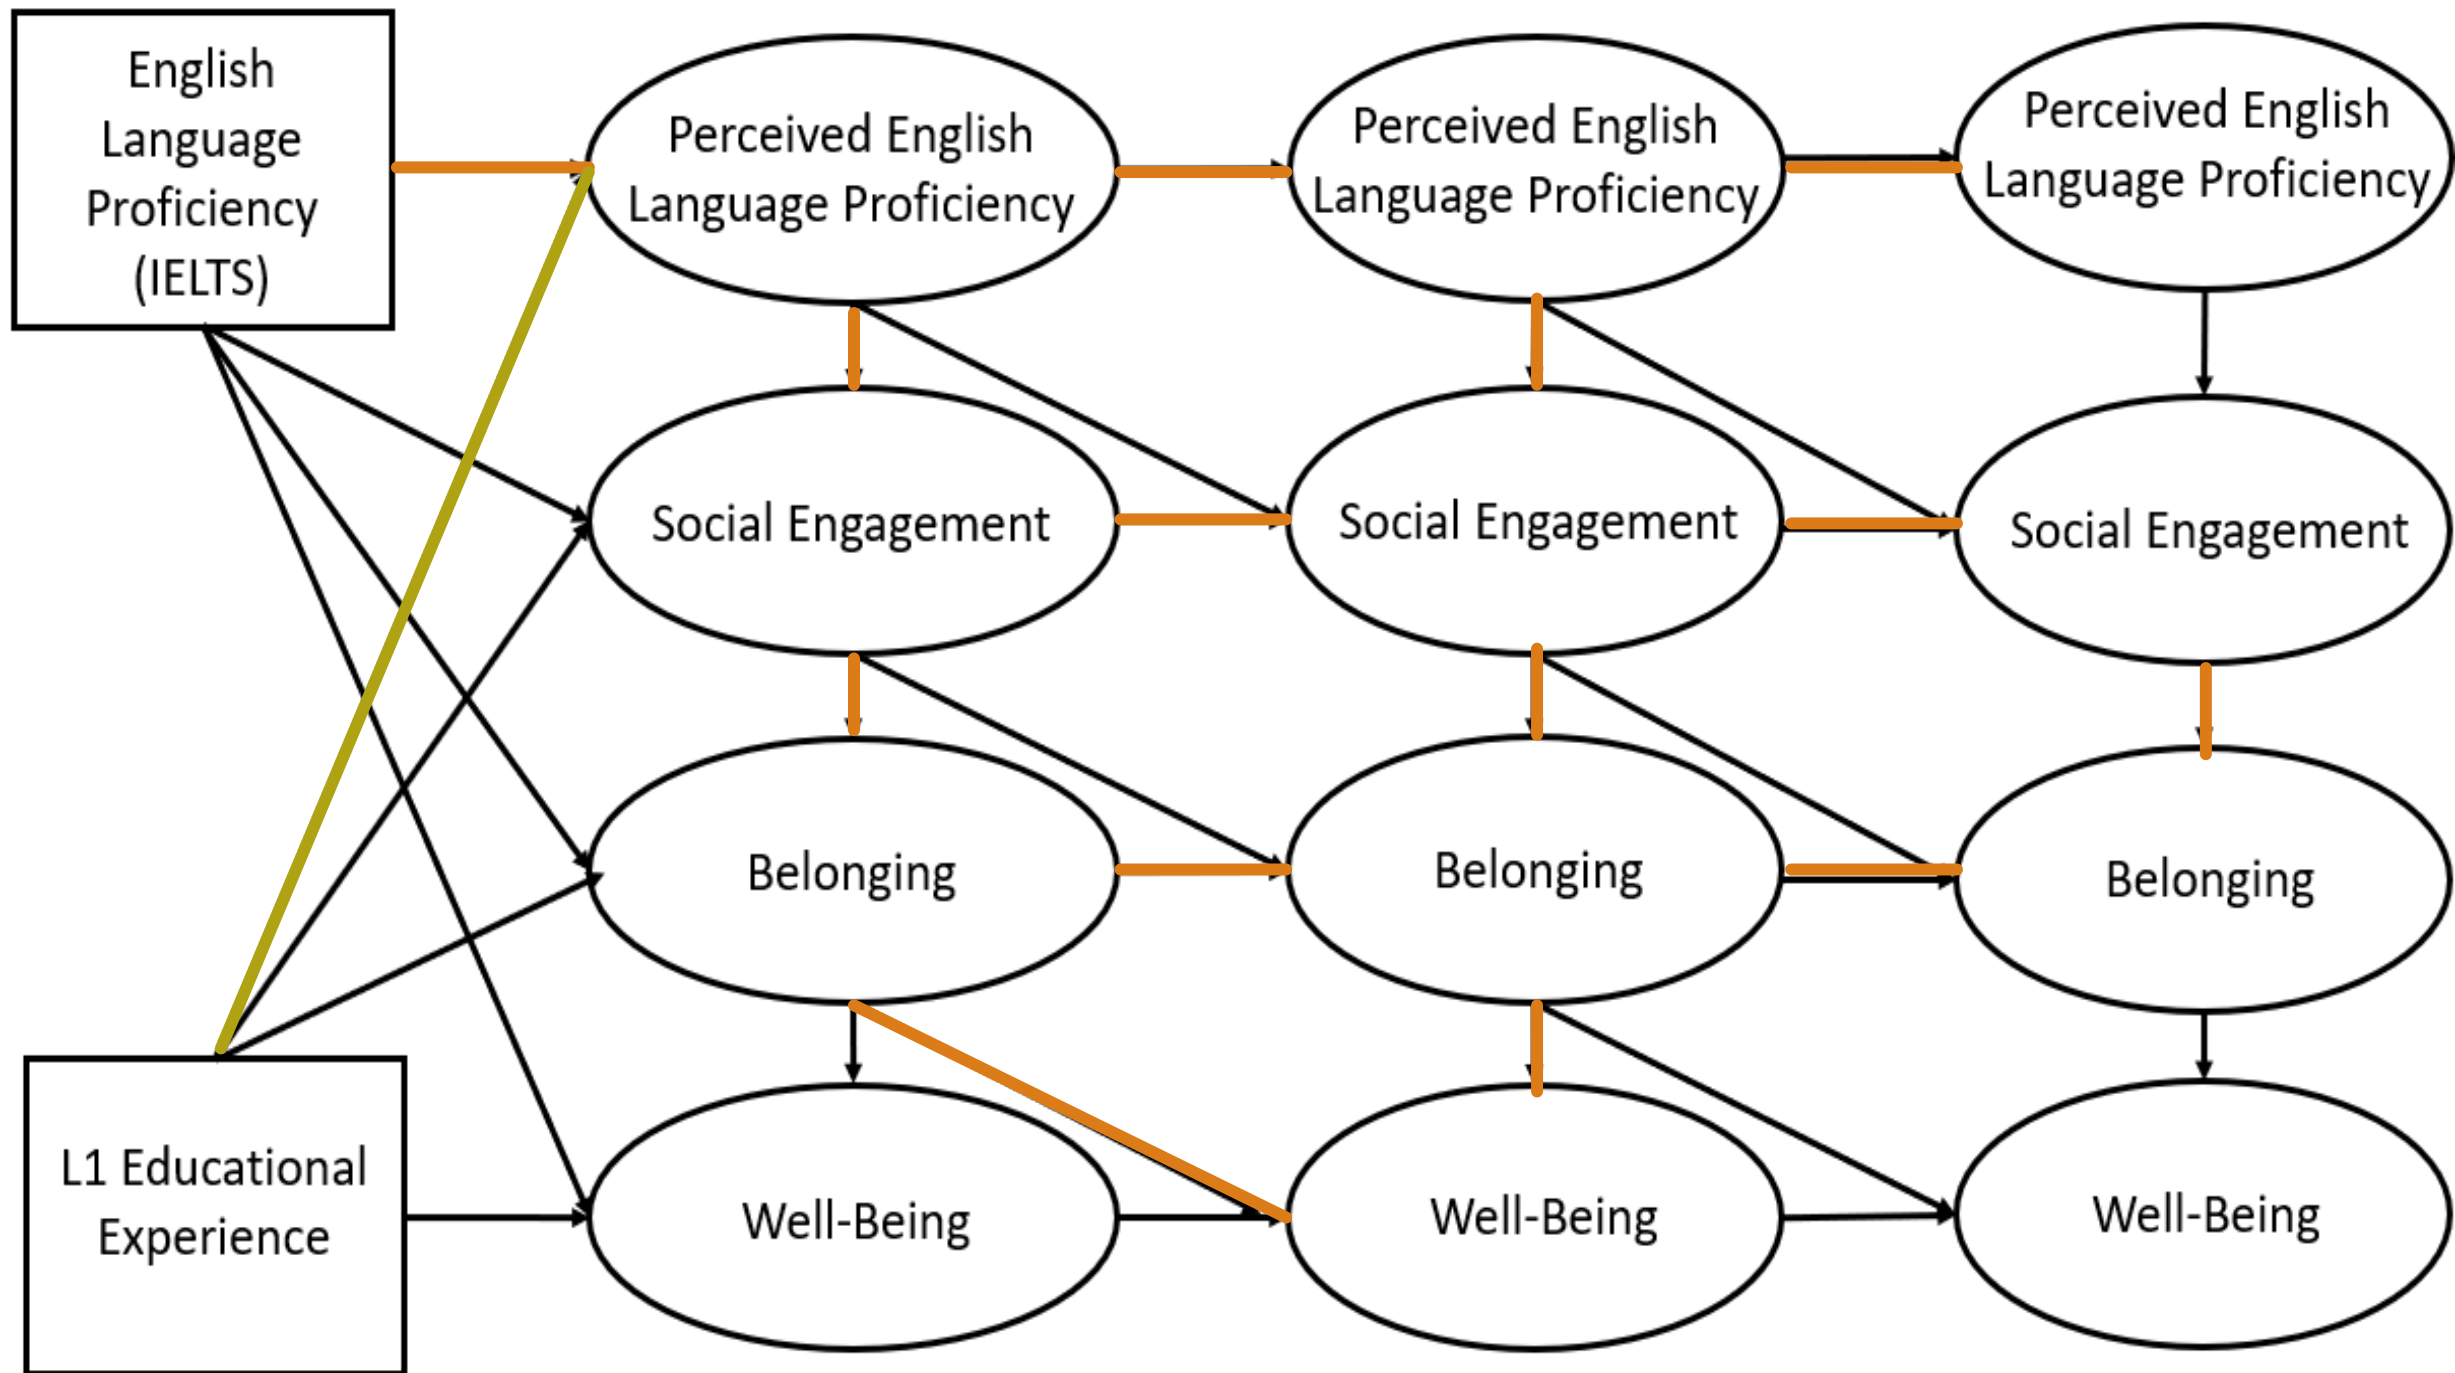 English
Language
Proficiency
(IELTS)
Perceived English
Language Proficiency
Perceived English
Language Proficiency
Perceived English
Language Proficiency
Social Engagement
Social Engagement
Social Engagement
Belonging
Belonging
Belonging
L1 Educational
Experience
Well-Being
Well-Being
Well-Being